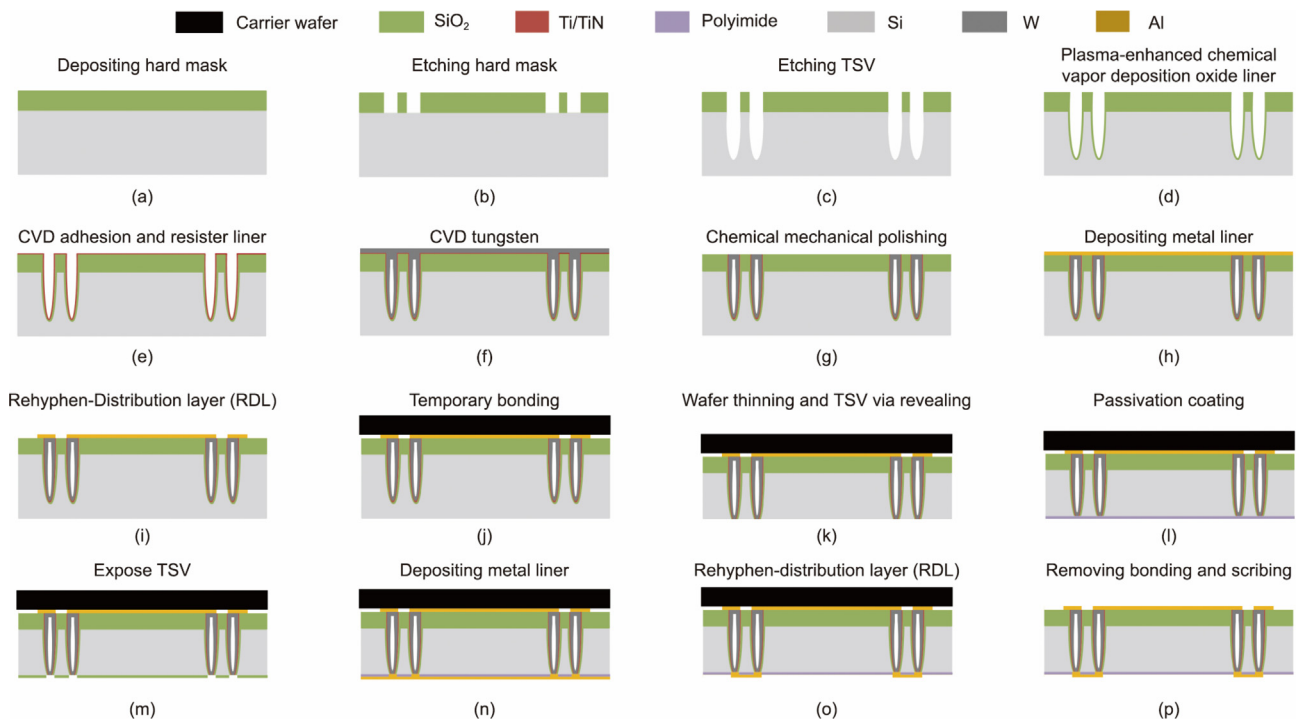 Carrier wafer SiO₂ Ti/TiN Polyimide Si W Al
Depositing hard mask
Etching hard mask
Etching TSV
Plasma-enhanced chemical
vapor deposition oxide liner
(a)
(b)
(c)
(d)
CVD adhesion and resister liner
CVD tungsten
Chemical mechanical polishing
Depositing metal liner
(e)
(f)
(g)
(h)
Rehyphen-Distribution layer (RDL)
Temporary bonding
Wafer thinning and TSV via revealing
Passivation coating
(i)
(j)
(k)
(l)
Expose TSV
Depositing metal liner
Rehyphen-distribution layer (RDL)
Removing bonding and scribing
(m)
(n)
(o)
(p)